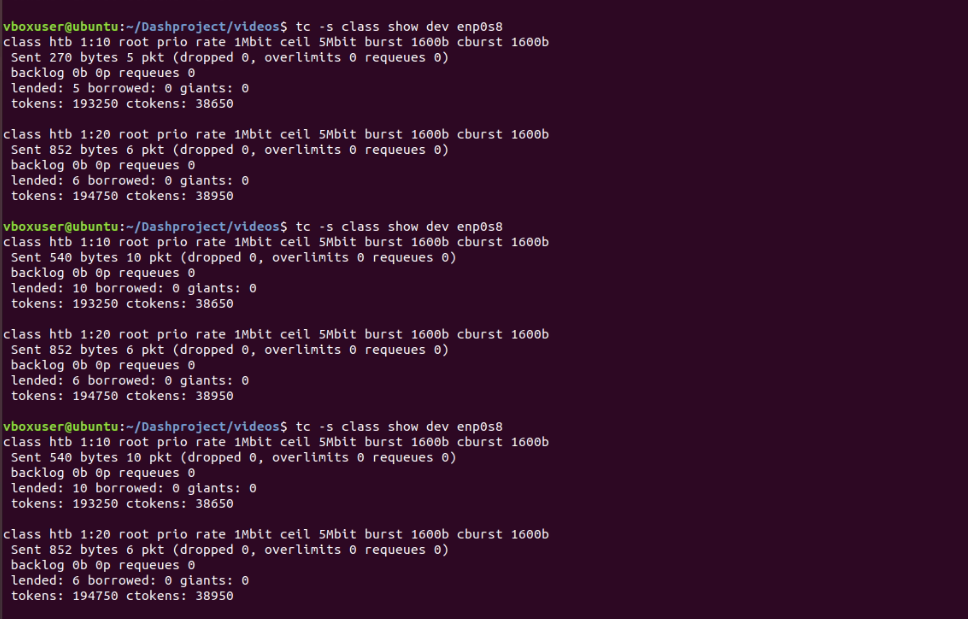 vboxuser@ubuntu:~/Dashproject/videos$ tc -s class show dev enp0s8
class htb 1:10 root prio rate 1Mbit ceil 5Mbit burst 1600b cburst 1600b
 Sent 270 bytes 5 pkt (dropped 0, overlimits 0 requeues 0)
 backlog 0b 0p requeues 0
 lended: 5 borrowed: 0 giants: 0
 tokens: 193250 ctokens: 38650

class htb 1:20 root prio rate 1Mbit ceil 5Mbit burst 1600b cburst 1600b
 Sent 852 bytes 6 pkt (dropped 0, overlimits 0 requeues 0)
 backlog 0b 0p requeues 0
 lended: 6 borrowed: 0 giants: 0
 tokens: 194750 ctokens: 38950

vboxuser@ubuntu:~/Dashproject/videos$ tc -s class show dev enp0s8
class htb 1:10 root prio rate 1Mbit ceil 5Mbit burst 1600b cburst 1600b
 Sent 540 bytes 10 pkt (dropped 0, overlimits 0 requeues 0)
 backlog 0b 0p requeues 0
 lended: 10 borrowed: 0 giants: 0
 tokens: 193250 ctokens: 38650

class htb 1:20 root prio rate 1Mbit ceil 5Mbit burst 1600b cburst 1600b
 Sent 852 bytes 6 pkt (dropped 0, overlimits 0 requeues 0)
 backlog 0b 0p requeues 0
 lended: 6 borrowed: 0 giants: 0
 tokens: 194750 ctokens: 38950

vboxuser@ubuntu:~/Dashproject/videos$ tc -s class show dev enp0s8
class htb 1:10 root prio rate 1Mbit ceil 5Mbit burst 1600b cburst 1600b
 Sent 540 bytes 10 pkt (dropped 0, overlimits 0 requeues 0)
 backlog 0b 0p requeues 0
 lended: 10 borrowed: 0 giants: 0
 tokens: 193250 ctokens: 38650

class htb 1:20 root prio rate 1Mbit ceil 5Mbit burst 1600b cburst 1600b
 Sent 852 bytes 6 pkt (dropped 0, overlimits 0 requeues 0)
 backlog 0b 0p requeues 0
 lended: 6 borrowed: 0 giants: 0
 tokens: 194750 ctokens: 38950